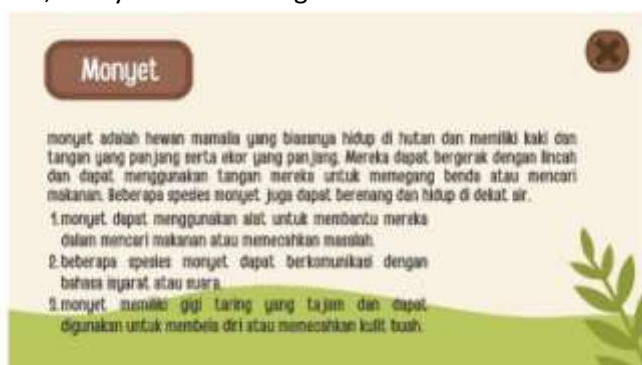 Monyet
monyet adalah hewan mamalia yang biasanya hidup di hutan dan memiliki kaki dan
tangan yang panjang serta ekor yang panjang. Mereka dapat bergerak dengan lincah
dan dapat menggunakan tangan mereka untuk memegang benda atau mencari
makanan. Beberapa spesies monyet juga dapat berenang dan hidup di dekat air.
1.monyet dapat menggunakan alat untuk membantu mereka
dalam mencari makanan atau memecahkan masalah.
2.beberapa spesies monyet dapat berkomunikasi dengan
bahasa isyarat atau suara.
3.monyet memiliki gigi taring yang tajam dan dapat
digunakan untuk membela diri atau memecahkan kulit buah.